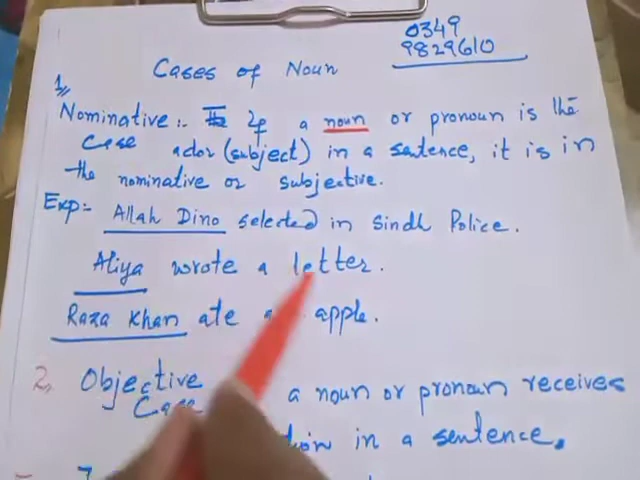 0349
9829610
Cases of Noun
1,,
Nominative:- If a noun or pronoun is the
Case actor (subject) in a sentence, it is in
the nominative or subjective.
Exp:- Allah Dino selected in Sindh Police.
Aliya wrote a letter.
Raza Khan ate apple.
2, Objective a noun or pronoun receives
Case in a sentence.